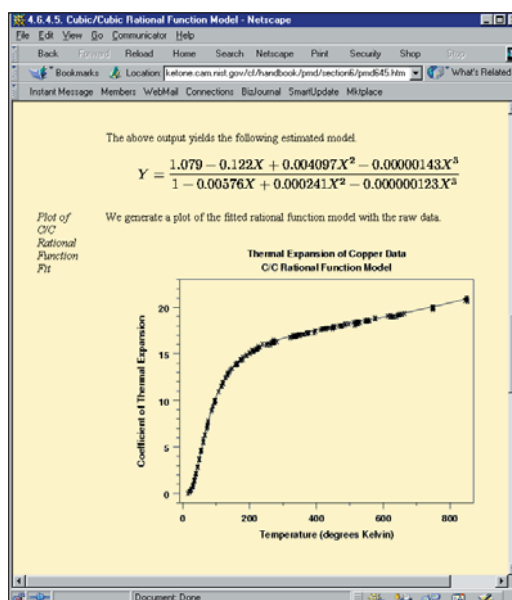 4.6.4.5. Cubic/Cubic Rational Function Model - Netscape
File Edit View Go Communicator Help
Back Forward Reload Home Search Netscape Print Security Shop Stop
Bookmarks Location: ketone.cam.nist.gov/cf/handbook/pmd/section6/pmd645.htm What's Related
Instant Message Members WebMail Connections BizJournal SmartUpdate Mktplace
The above output yields the following estimated model.
Y = (1.079 − 0.122X + 0.004097X² − 0.00000143X³) / (1 − 0.00576X + 0.000241X² − 0.000000123X³)
Plot of
C/C
Rational
Function
Fit
We generate a plot of the fitted rational function model with the raw data.
Thermal Expansion of Copper Data
C/C Rational Function Model
Coefficient of Thermal Expansion
20
15
10
5
0
0 200 400 600 800
Temperature (degrees Kelvin)
Document: Done